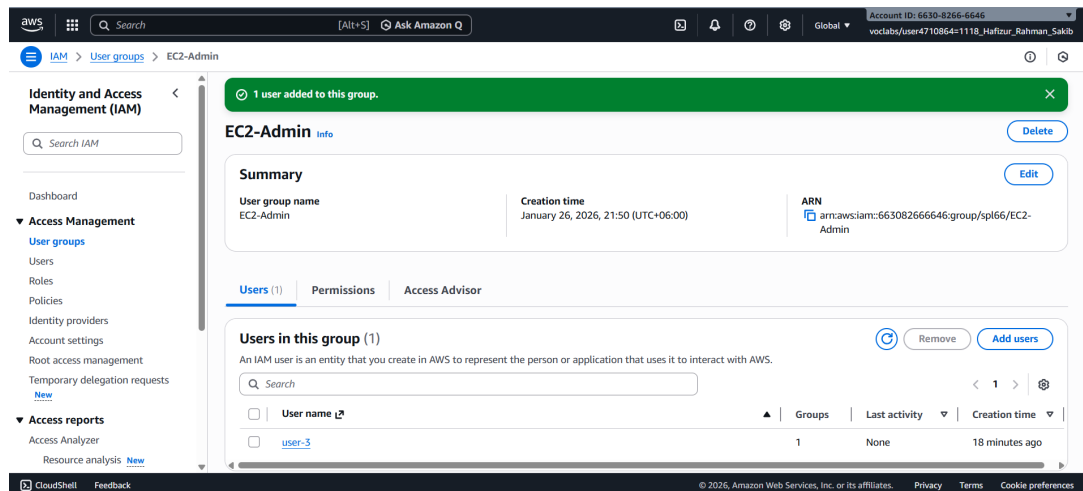 aws
Search
[Alt+S]
Ask Amazon Q
Global
Account ID: 6630-8266-6646
voclabs/user4710864=1118_Hafizur_Rahman_Sakib
IAM > User groups > EC2-Admin
Identity and Access Management (IAM)
Search IAM
Dashboard
Access Management
User groups
Users
Roles
Policies
Identity providers
Account settings
Root access management
Temporary delegation requests
New
Access reports
Access Analyzer
Resource analysis New
1 user added to this group.
EC2-Admin Info
Delete
Summary
Edit
User group name
EC2-Admin
Creation time
January 26, 2026, 21:50 (UTC+06:00)
ARN
arn:aws:iam::663082666646:group/spl66/EC2-
Admin
Users (1)
Permissions
Access Advisor
Users in this group (1)
Remove
Add users
An IAM user is an entity that you create in AWS to represent the person or application that uses it to interact with AWS.
Search
1
User name
Groups
Last activity
Creation time
user-3
1
None
18 minutes ago
CloudShell
Feedback
© 2026, Amazon Web Services, Inc. or its affiliates.
Privacy
Terms
Cookie preferences